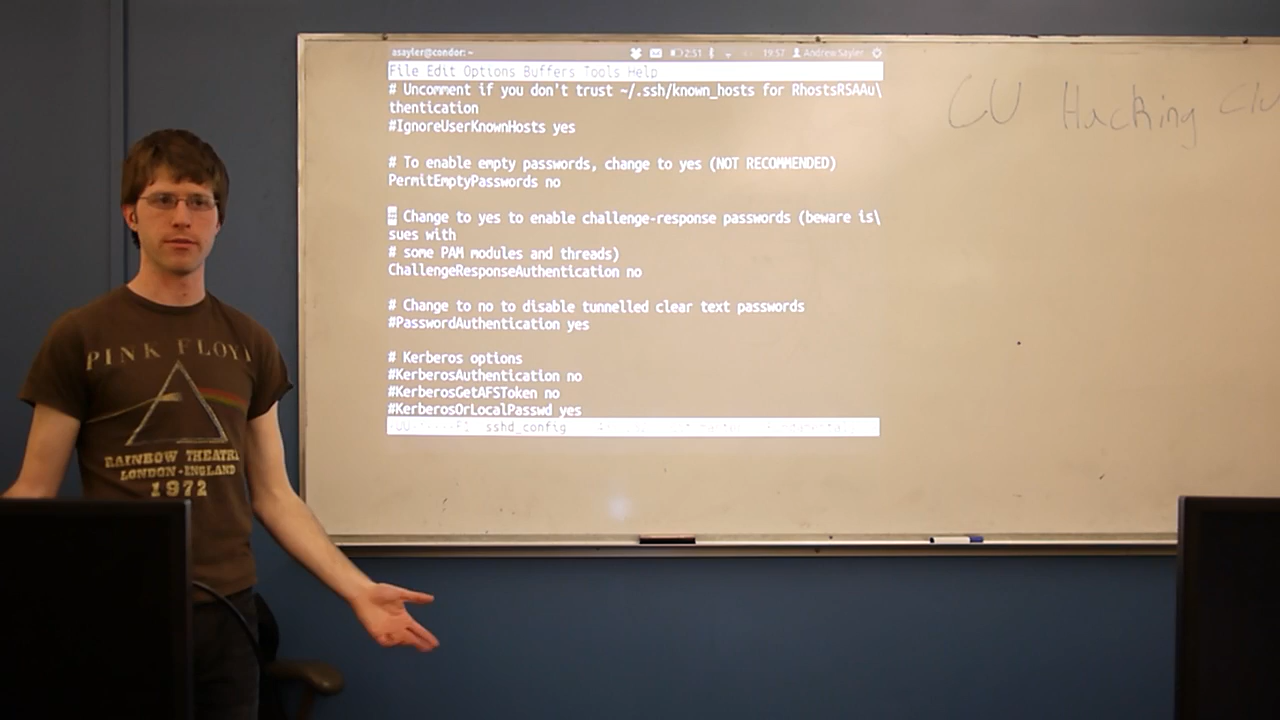 asayler@condor: ~
2:51
19:57
Andrew Sayler
File Edit Options Buffers Tools Help
# Uncomment if you don't trust ~/.ssh/known_hosts for RhostsRSAAu\
thentication
#IgnoreUserKnownHosts yes
# To enable empty passwords, change to yes (NOT RECOMMENDED)
PermitEmptyPasswords no
# Change to yes to enable challenge-response passwords (beware is\
sues with
# some PAM modules and threads)
ChallengeResponseAuthentication no
# Change to no to disable tunnelled clear text passwords
#PasswordAuthentication yes
# Kerberos options
#KerberosAuthentication no
#KerberosGetAFSToken no
#KerberosOrLocalPasswd yes
sshd_config
CU Hacking Clu
PINK FLOYD
RAINBOW THEATRE
LONDON-ENGLAND
1972